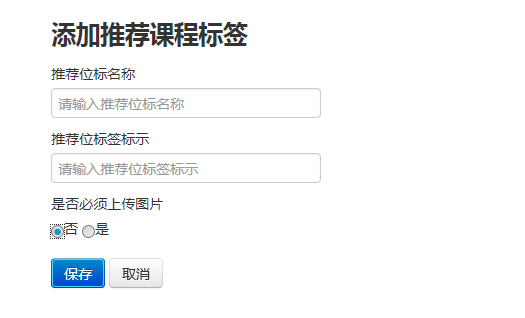 添加推荐课程标签
推荐位标名称
请输入推荐位标名称
推荐位标签标示
请输入推荐位标签标示
是否必须上传图片
否 是
保存 取消